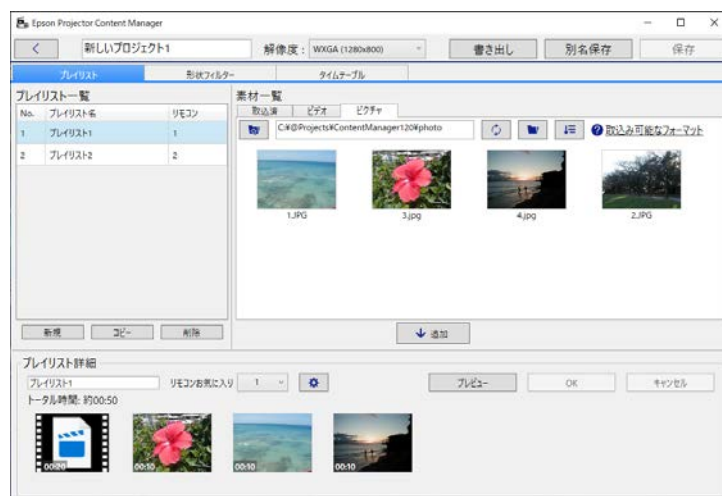 Epson Projector Content Manager
新しいプロジェクト1 解像度： WXGA (1280x800) 書き出し 別名保存 保存
プレイリスト 形状フィルター タイムテーブル
プレイリスト一覧 素材一覧
No. プレイリスト名 リモコン 取込済 ビデオ ピクチャ
1 プレイリスト1 1 C:¥@Projects¥ContentManager120¥photo 取込み可能なフォーマット
2 プレイリスト2 2
1.JPG 3.jpg 4.jpg 2.JPG
新規 コピー 削除 追加
プレイリスト詳細
プレイリスト1 リモコンお気に入り 1 プレビュー OK キャンセル
トータル時間: 約00:50
00:20 00:10 00:10 00:10